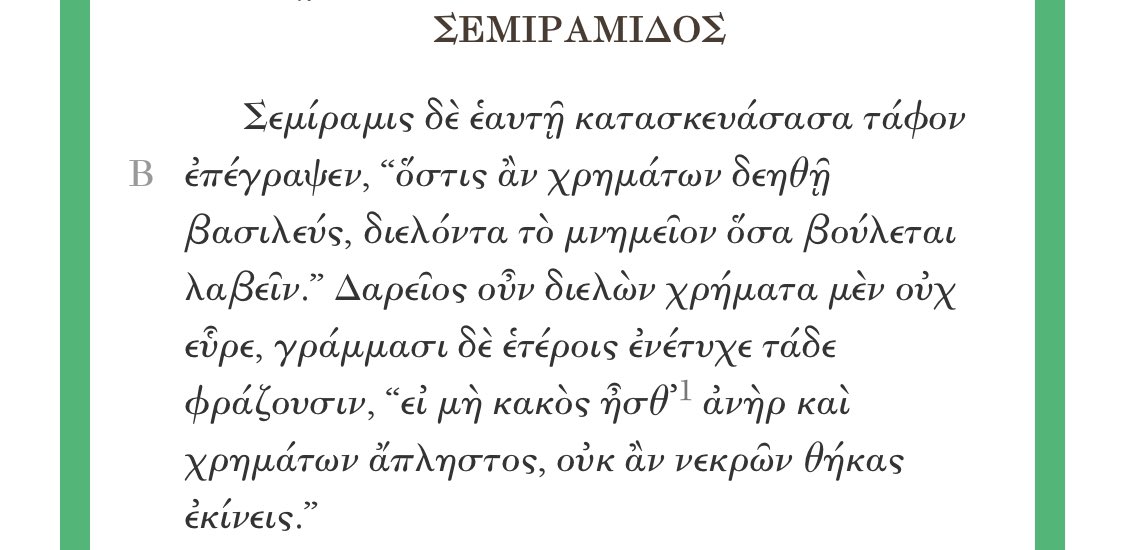 ΣΕΜΙΡΑΜΙΔΟΣ
Σεμίραμις δὲ ἑαυτῇ κατασκευάσασα τάφον
B ἐπέγραψεν, “ὅστις ἂν χρημάτων δεηθῇ
βασιλεύς, διελόντα τὸ μνημεῖον ὅσα βούλεται
λαβεῖν.” Δαρεῖος οὖν διελὼν χρήματα μὲν οὐχ
εὗρε, γράμμασι δὲ ἑτέροις ἐνέτυχε τάδε
φράζουσιν, “εἰ μὴ κακὸς ἦσθ’1 ἀνὴρ καὶ
χρημάτων ἄπληστος, οὐκ ἂν νεκρῶν θήκας
ἐκίνεις.”